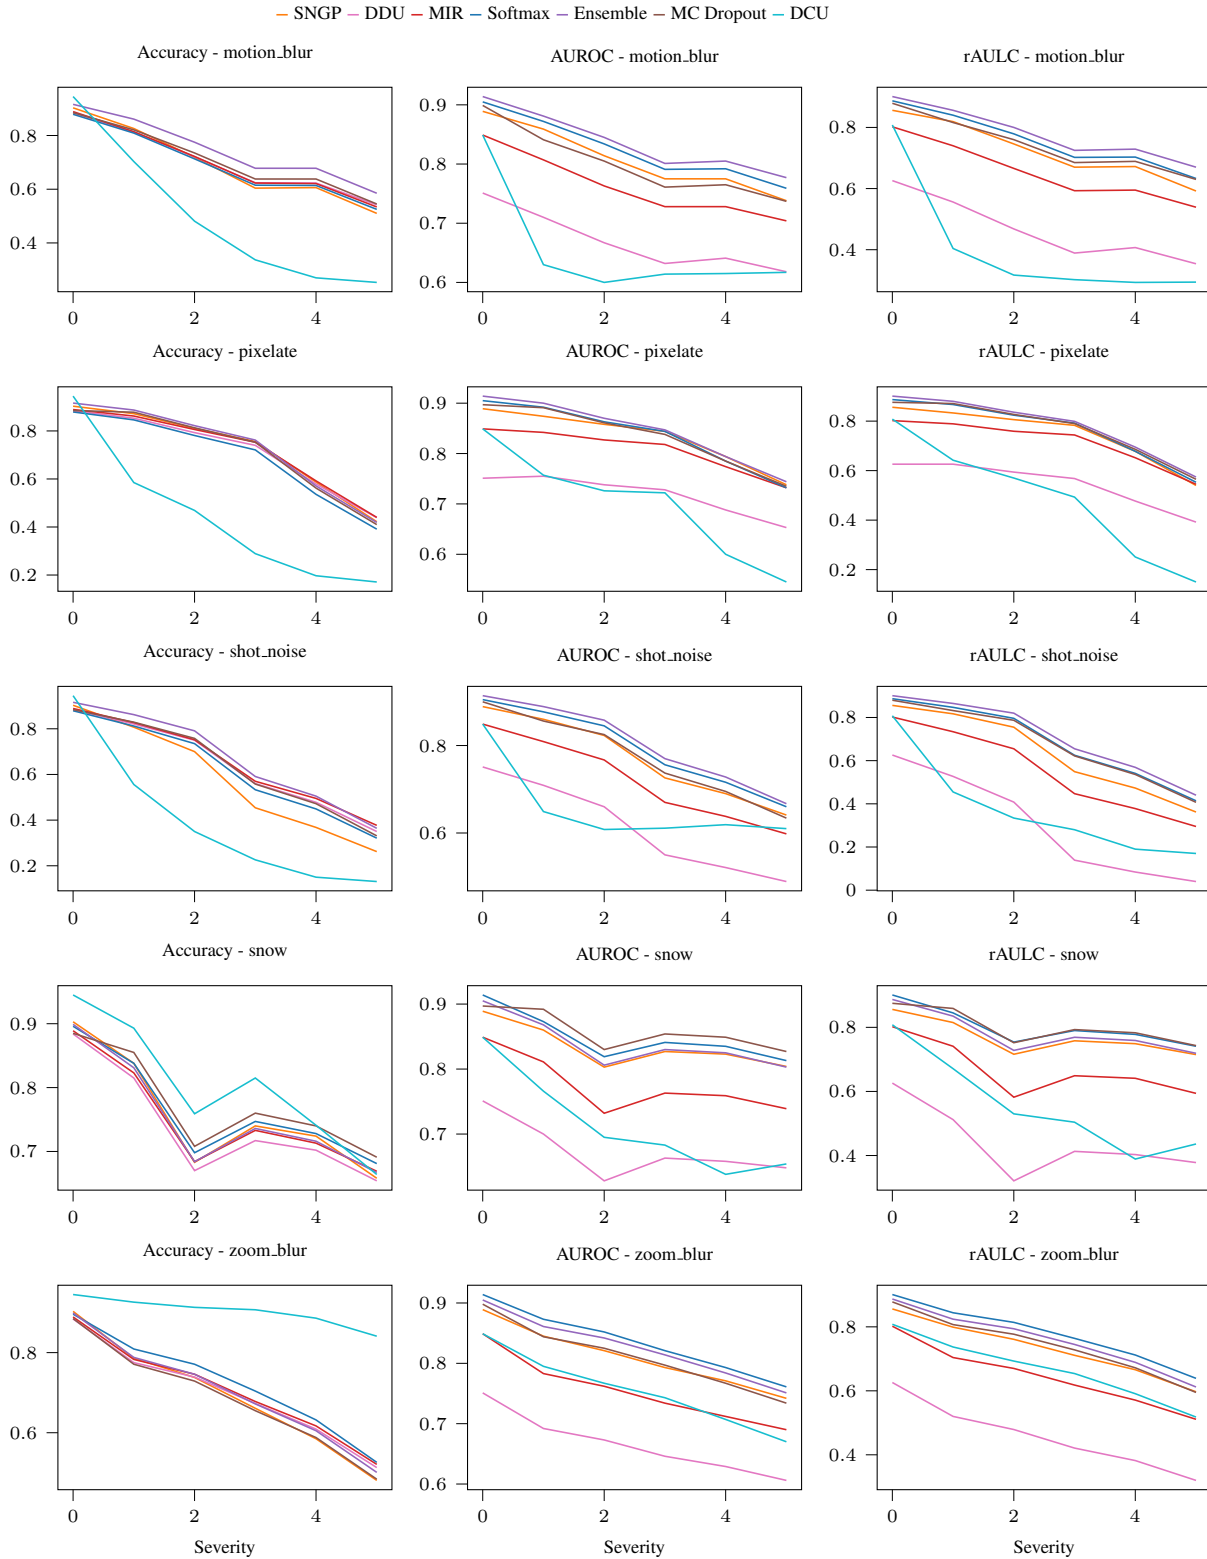 SNGP DDU MIR Softmax Ensemble MC Dropout DCU
Accuracy - motion_blur AUROC - motion_blur rAULC - motion_blur
0.8 0.9 0.8
0.6 0.8 0.6
0.4 0.7 0.4
0.6
0 2 4 0 2 4 0 2 4
Accuracy - pixelate AUROC - pixelate rAULC - pixelate
0.8 0.9 0.8
0.6 0.8 0.6
0.4 0.7 0.4
0.2 0.6 0.2
0 2 4 0 2 4 0 2 4
Accuracy - shot_noise AUROC - shot_noise rAULC - shot_noise
0.8 0.8 0.8
0.6 0.6 0.6
0.4 0.4
0.2 0.2
0
0 2 4 0 2 4 0 2 4
Accuracy - snow AUROC - snow rAULC - snow
0.9 0.9 0.8
0.8 0.8 0.6
0.7 0.7 0.4
0 2 4 0 2 4 0 2 4
Accuracy - zoom_blur AUROC - zoom_blur rAULC - zoom_blur
0.8 0.9 0.8
0.6 0.8 0.6
0.7 0.4
0.6
0 2 4 0 2 4 0 2 4
Severity Severity Severity